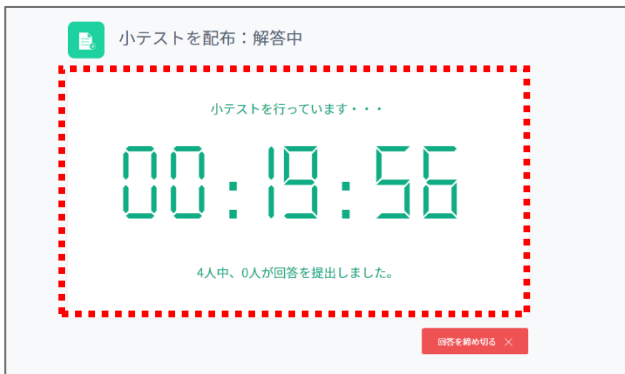 小テストを配布：解答中
小テストを行っています・・・
00:19:56
4人中、0人が回答を提出しました。
回答を締め切る ×